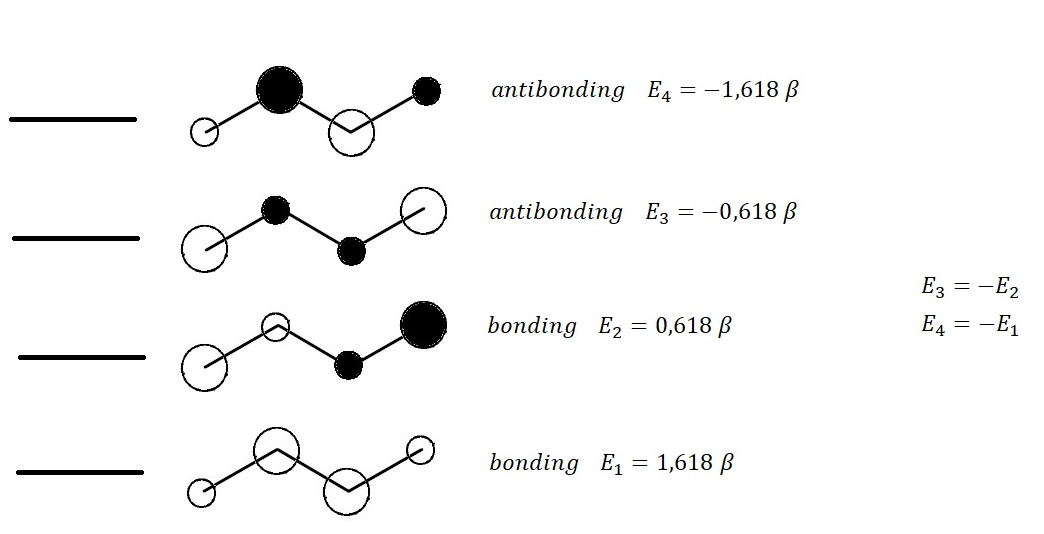 antibonding E₄ = −1,618 β
antibonding E₃ = −0,618 β
E₃ = −E₂
bonding E₂ = 0,618 β
E₄ = −E₁
bonding E₁ = 1,618 β